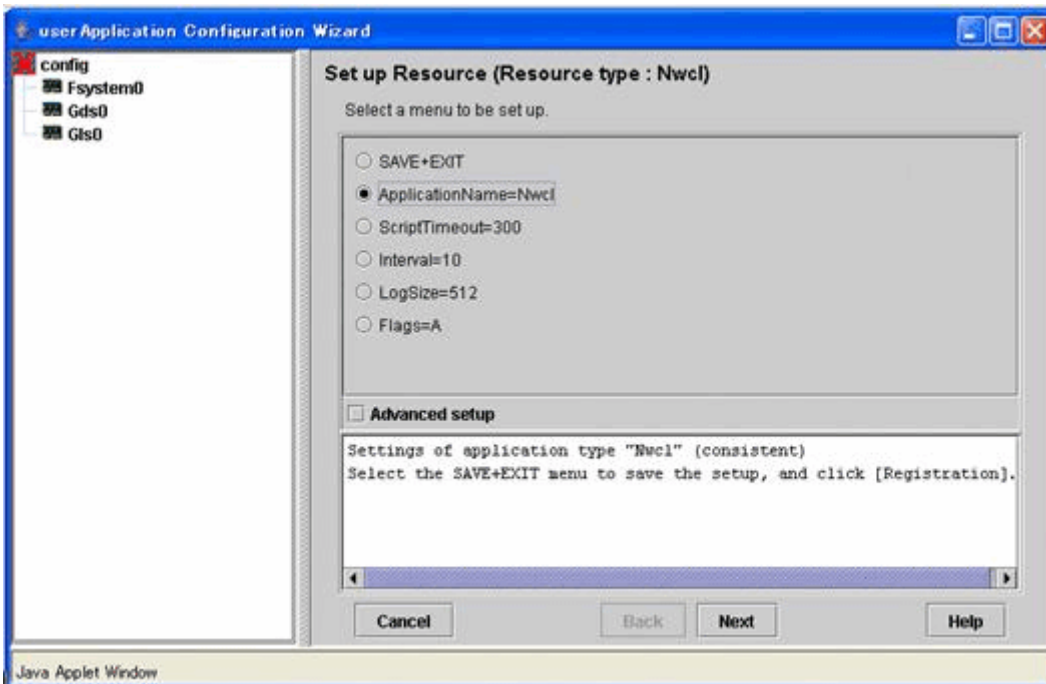 userApplication Configuration Wizard
config
Fsystem0
Gds0
Gls0
Set up Resource (Resource type : Nwcl)
Select a menu to be set up.
SAVE+EXIT
ApplicationName=Nwcl
ScriptTimeout=300
Interval=10
LogSize=512
Flags=A
Advanced setup
Settings of application type "Nwcl" (consistent)
Select the SAVE+EXIT menu to save the setup, and click [Registration].
Cancel
Back
Next
Help
Java Applet Window